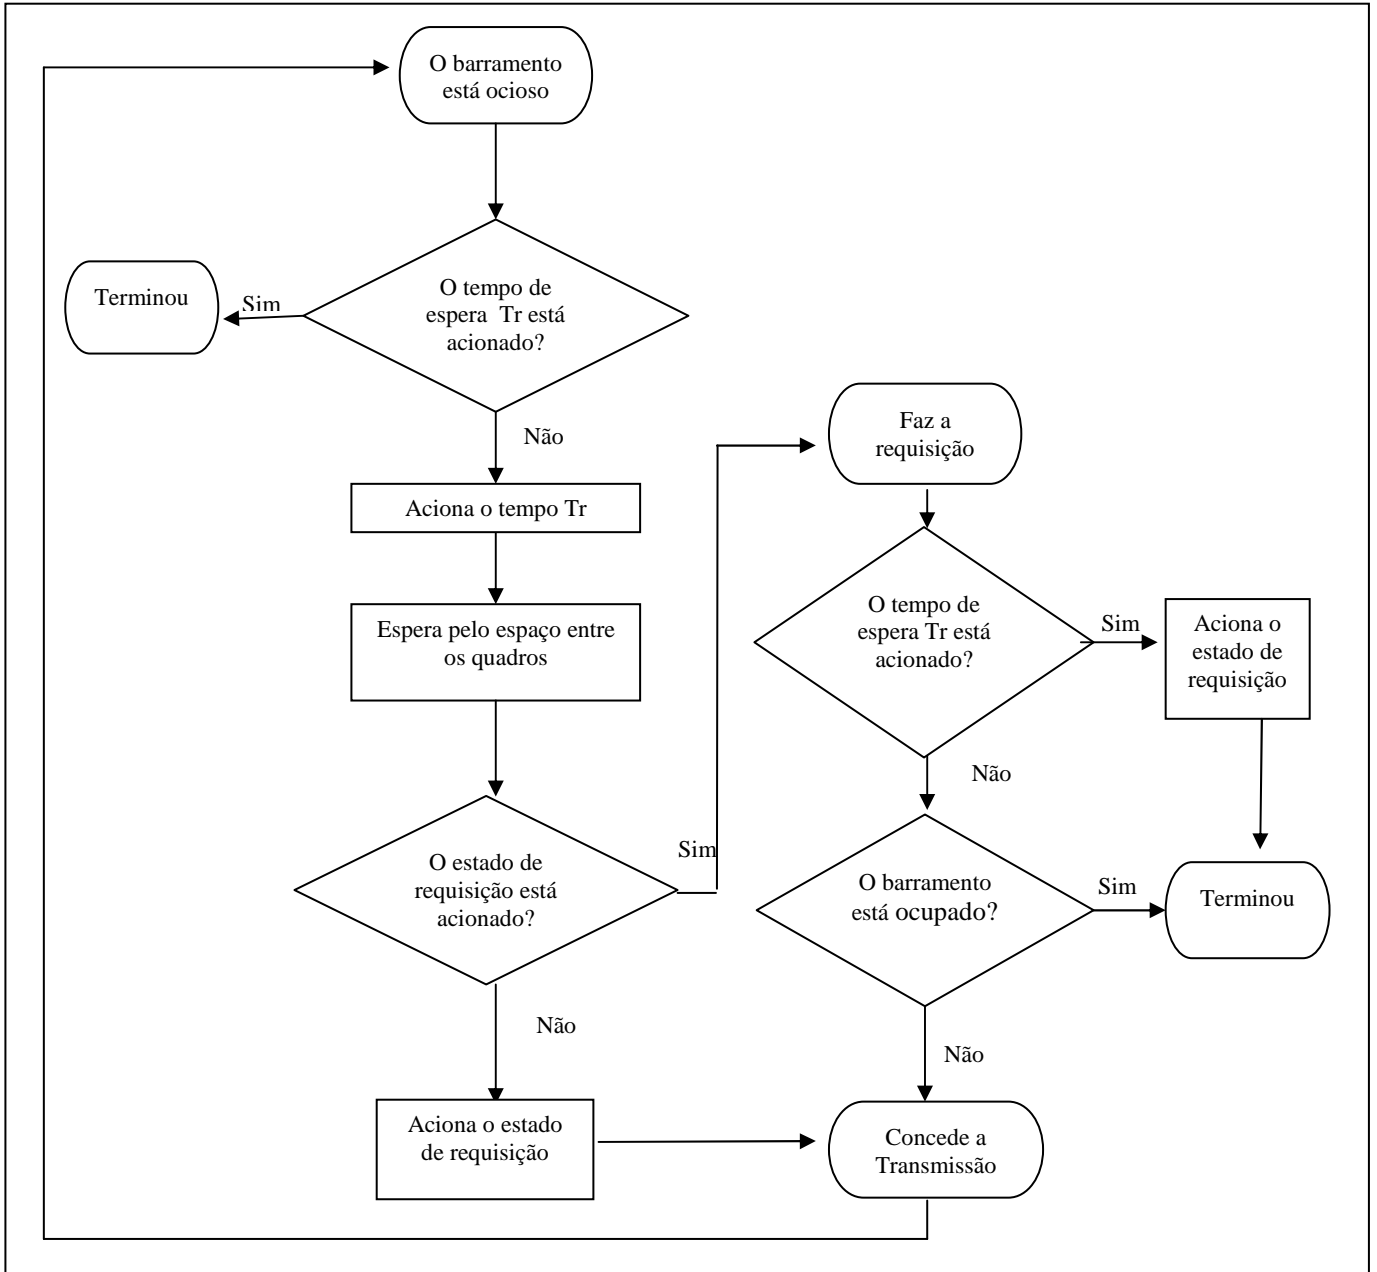 O barramento
está ocioso
Terminou
Sim
O tempo de
espera Tr está
acionado?
Não
Aciona o tempo Tr
Espera pelo espaço entre
os quadros
O estado de
requisição está
acionado?
Sim
Não
Aciona o estado
de requisição
Faz a
requisição
O tempo de
espera Tr está
acionado?
Sim
Aciona o
estado de
requisição
Não
O barramento
está ocupado?
Sim
Terminou
Não
Concede a
Transmissão